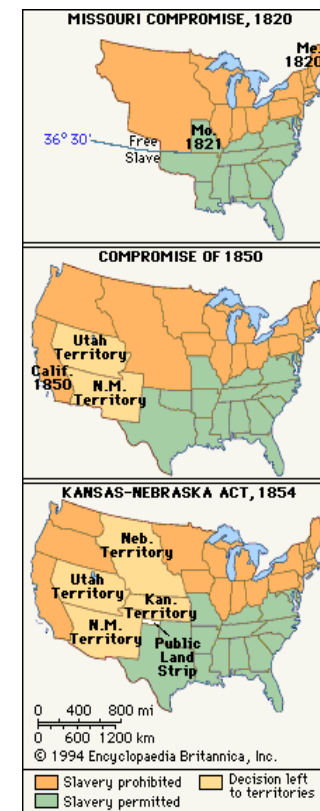 MISSOURI COMPROMISE, 1820
Me.
1820
36° 30'
Free
Slave
Mo.
1821
COMPROMISE OF 1850
Utah
Territory
Calif.
1850
N.M.
Territory
KANSAS-NEBRASKA ACT, 1854
Neb.
Territory
Utah
Territory
Kan.
Territory
N.M.
Territory
Public
Land
Strip
0 400 800 mi
0 600 1200 km
© 1994 Encyclopaedia Britannica, Inc.
Slavery prohibited
Slavery permitted
Decision left
to territories